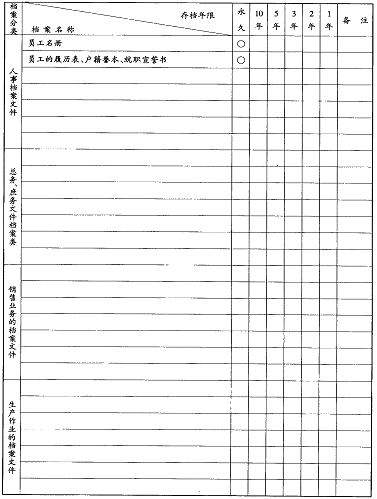 档案分类
存档年限
档案名称
永久
10年
5年
3年
2年
1年
备注
人事档案文件
员工名册 ○
员工的履历表、户籍誊本、就职宣誓书 ○
总务、庶务文件档案类
销售业务的档案文件
生产作业的档案文件